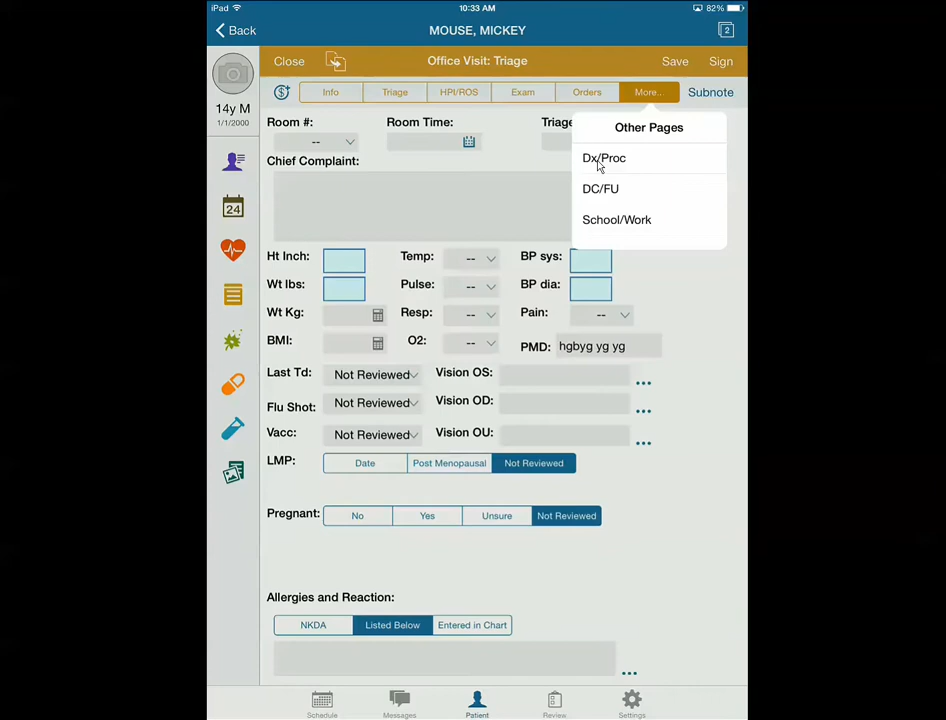 iPad 10:33 AM 82%
Back MOUSE, MICKEY 2
Close Office Visit: Triage Save Sign
14y M
1/1/2000
Info Triage HPI/ROS Exam Orders More.. Subnote
Other Pages
Dx/Proc
DC/FU
School/Work
Room #: Room Time: Triage
--
Chief Complaint:
24
Ht Inch: Temp: -- BP sys:
Wt lbs: Pulse: -- BP dia:
Wt Kg: Resp: -- Pain: --
BMI: O2: -- PMD: hgbyg yg yg
Last Td: Not Reviewed Vision OS: ...
Flu Shot: Not Reviewed Vision OD: ...
Vacc: Not Reviewed Vision OU: ...
LMP: Date Post Menopausal Not Reviewed
Pregnant: No Yes Unsure Not Reviewed
Allergies and Reaction:
NKDA Listed Below Entered in Chart
...
Schedule Messages Patient Review Settings